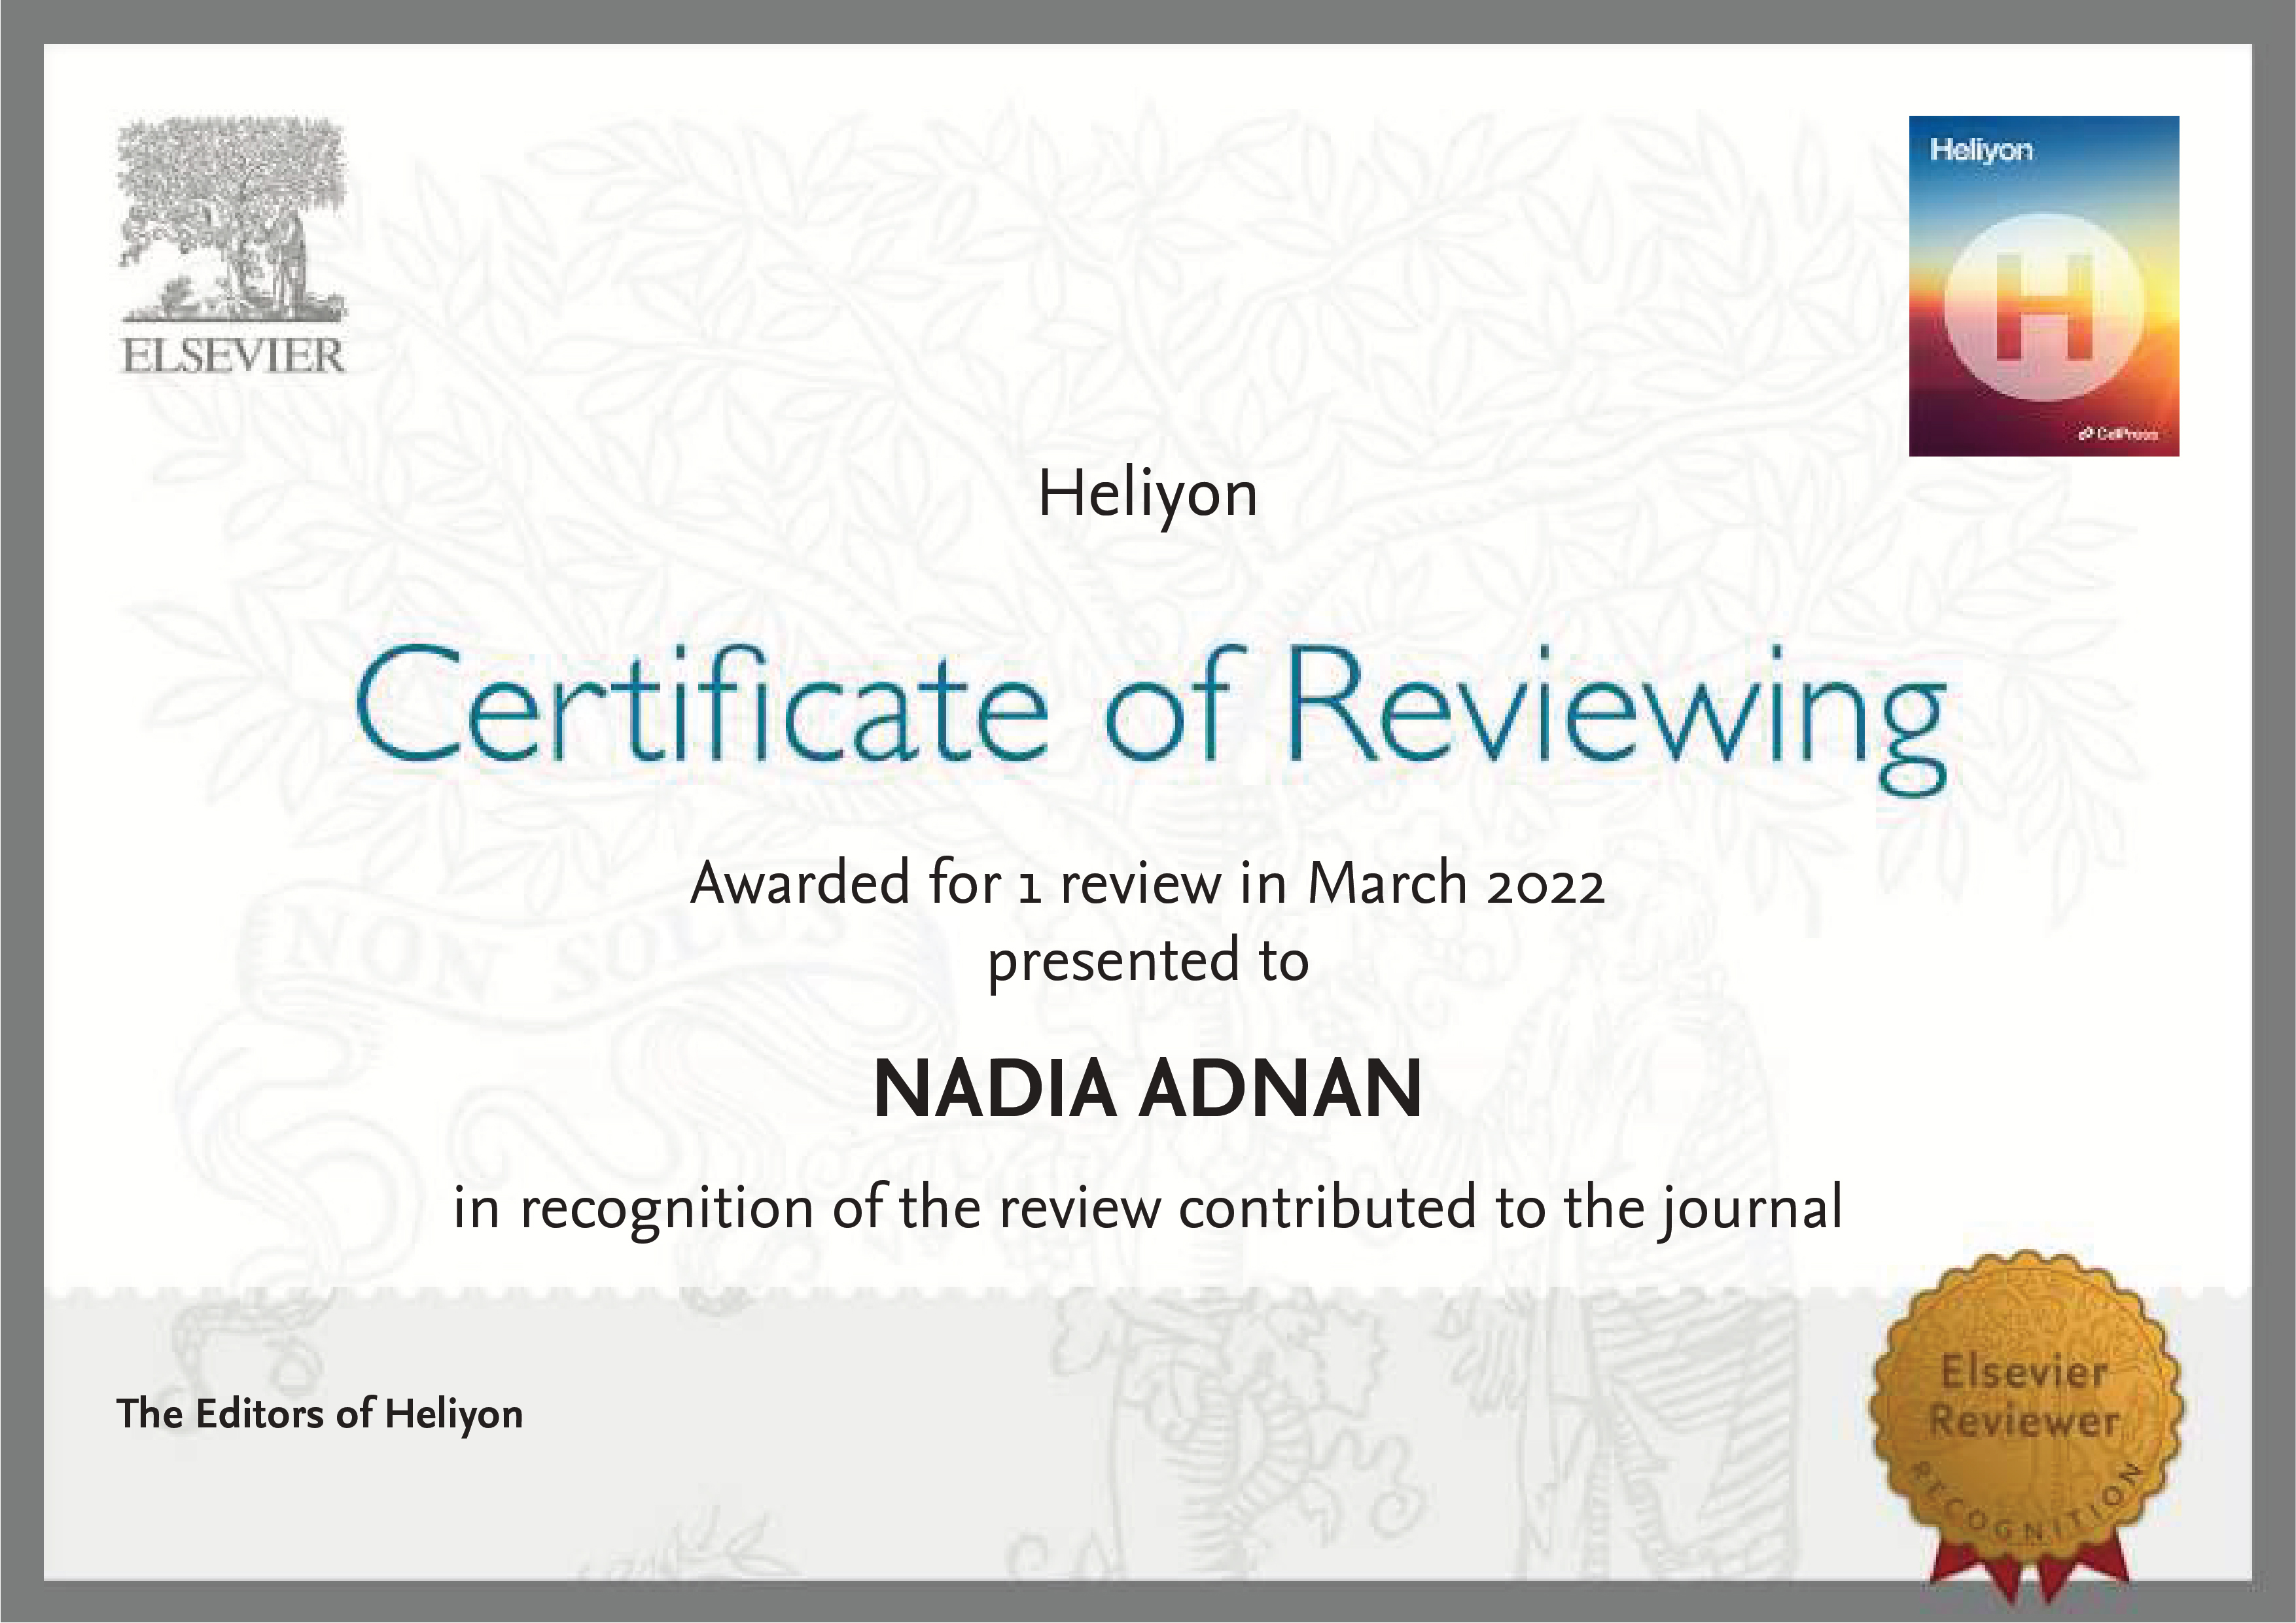 ELSEVIER
Heliyon
H
CellPress
Heliyon
Certificate of Reviewing
Awarded for 1 review in March 2022
presented to
NON SOLUS
NADIA ADNAN
in recognition of the review contributed to the journal
The Editors of Heliyon
Elsevier
Reviewer
RECOGNITION